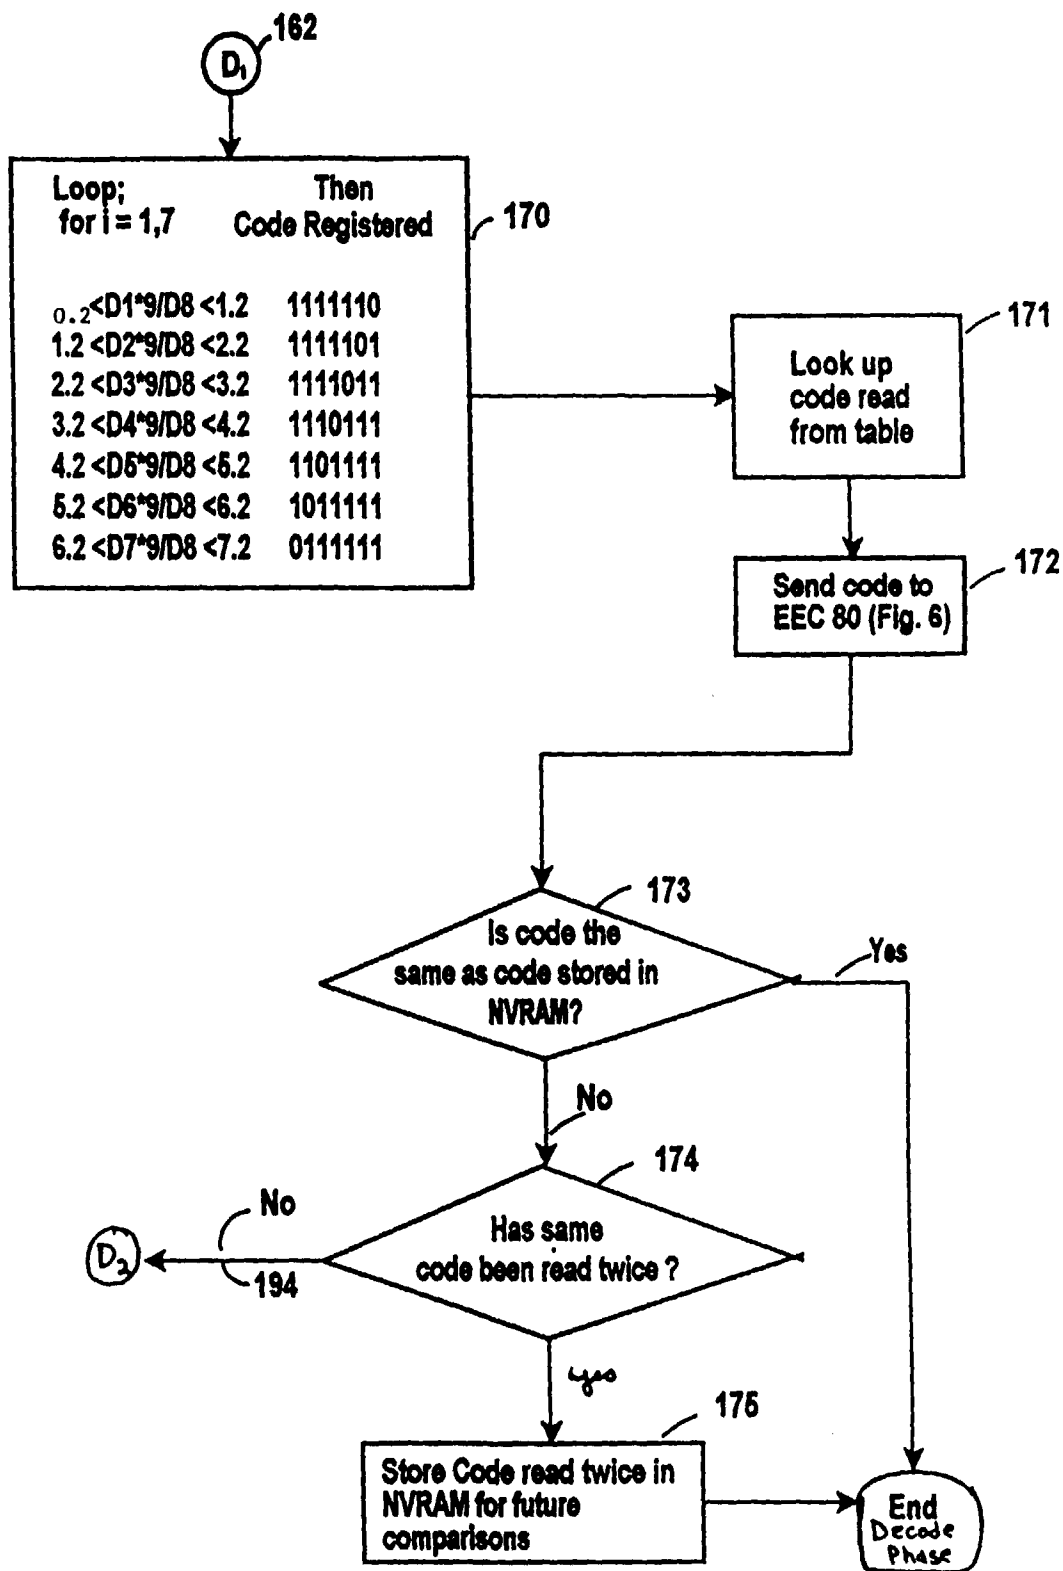 162
D₁
Loop; Then
for i = 1,7 Code Registered
170
0.2 <D1*9/D8 <1.2 1111110
1.2 <D2*9/D8 <2.2 1111101
2.2 <D3*9/D8 <3.2 1111011
3.2 <D4*9/D8 <4.2 1110111
4.2 <D5*9/D8 <5.2 1101111
5.2 <D6*9/D8 <6.2 1011111
6.2 <D7*9/D8 <7.2 0111111
171
Look up
code read
from table
172
Send code to
EEC 80 (Fig. 6)
173
Is code the
same as code stored in
NVRAM?
Yes
No
174
Has same
code been read twice ?
No
194
D₂
yes
175
Store Code read twice in
NVRAM for future
comparisons
End
Decode
Phase